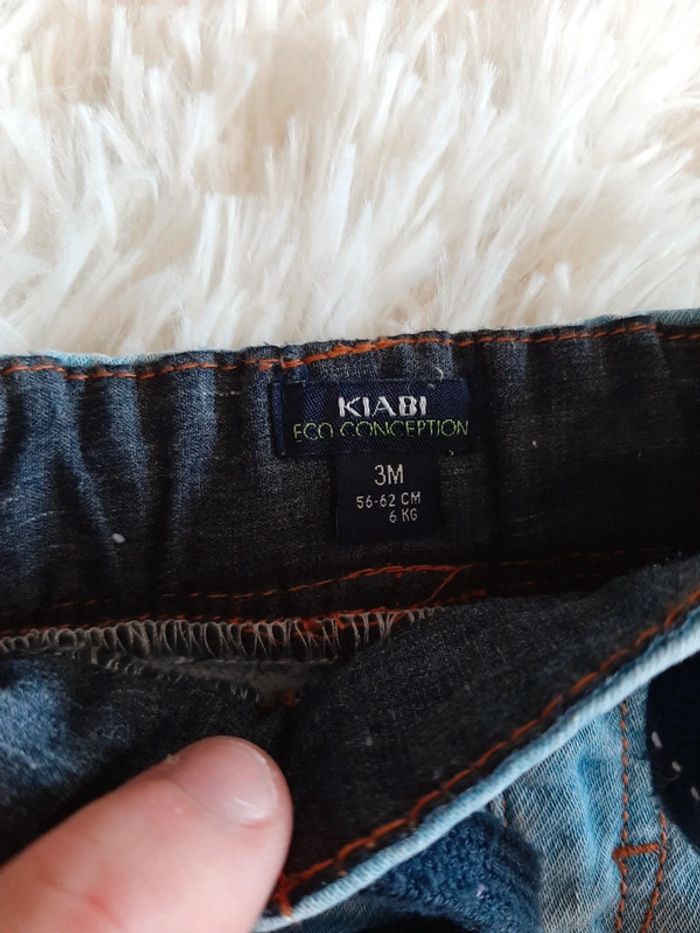 KIABI
ECO CONCEPTION
3M
56-62 CM
6 KG